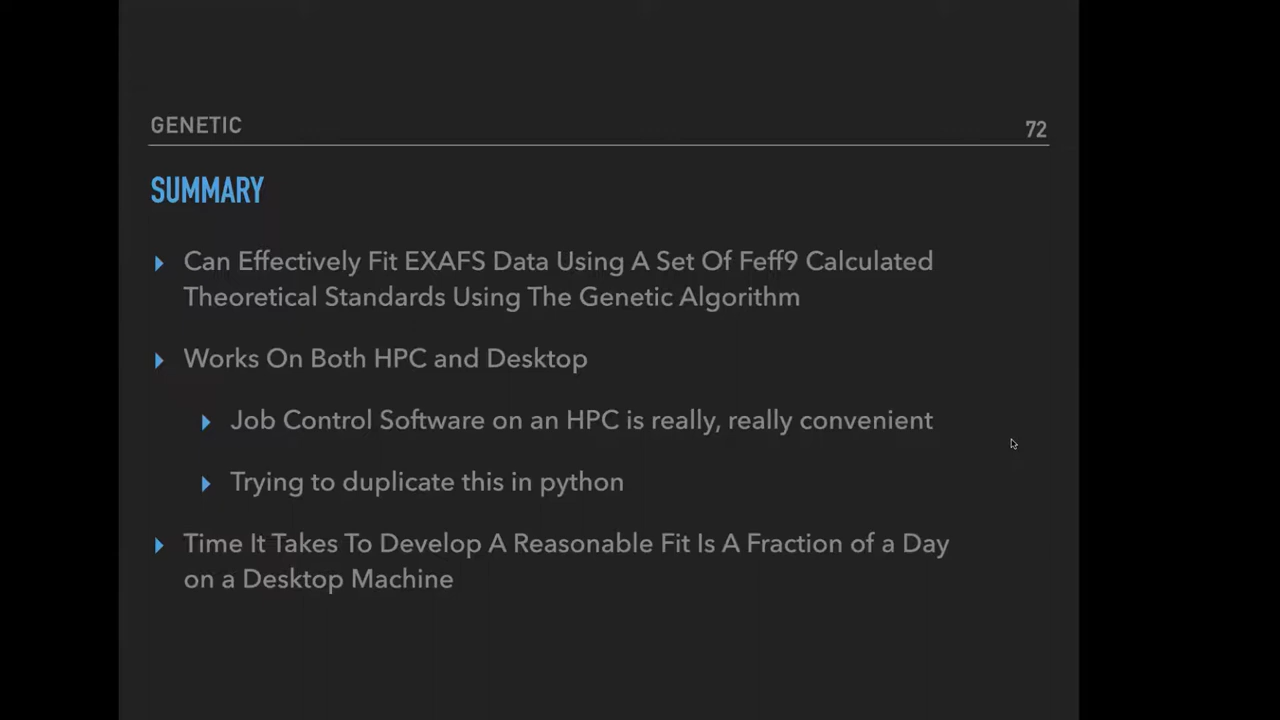 GENETIC
72
SUMMARY
Can Effectively Fit EXAFS Data Using A Set Of Feff9 Calculated
Theoretical Standards Using The Genetic Algorithm
Works On Both HPC and Desktop
Job Control Software on an HPC is really, really convenient
Trying to duplicate this in python
Time It Takes To Develop A Reasonable Fit Is A Fraction of a Day
on a Desktop Machine